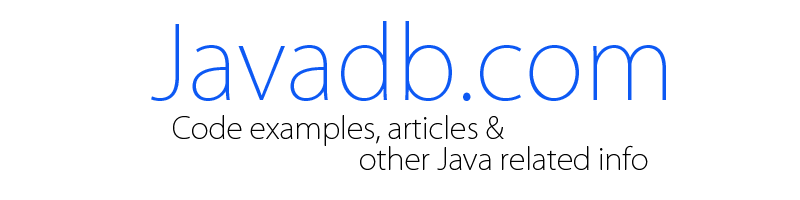 Javadb.com
Code examples, articles &
other Java related info